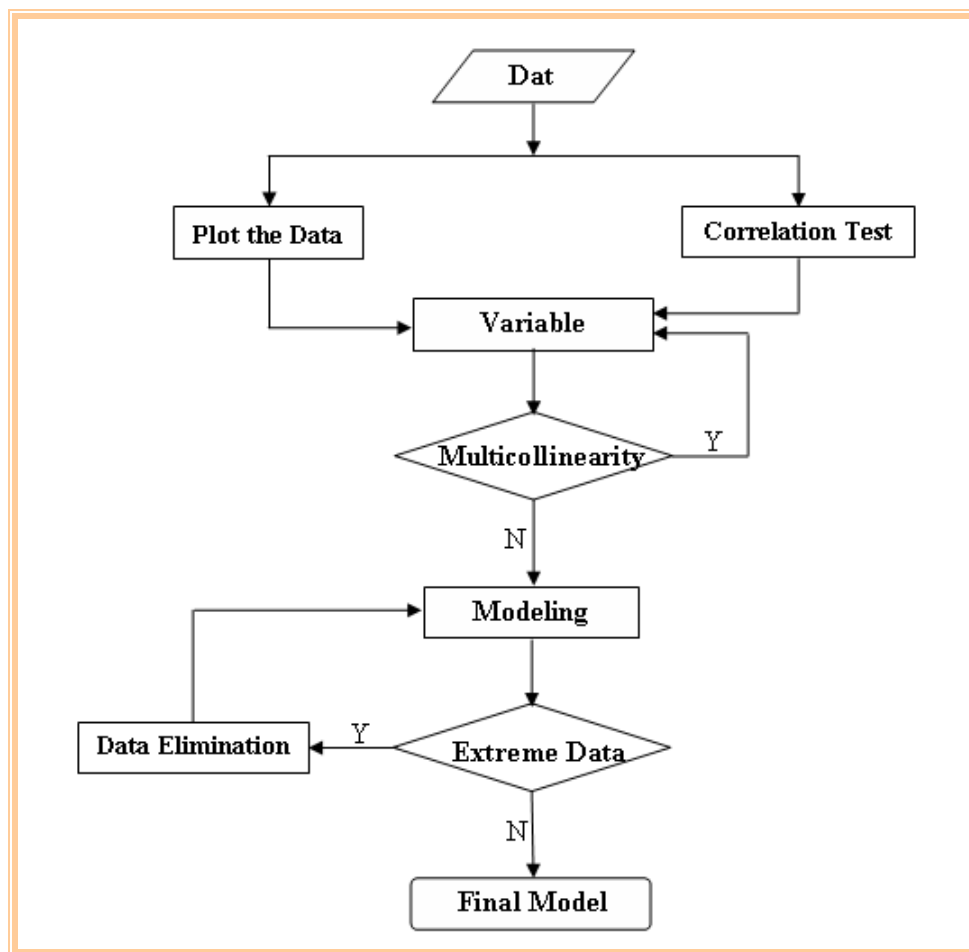 Dat
Plot the Data
Correlation Test
Variable
Multicollinearity
Y
N
Modeling
Data Elimination
Y
Extreme Data
N
Final Model